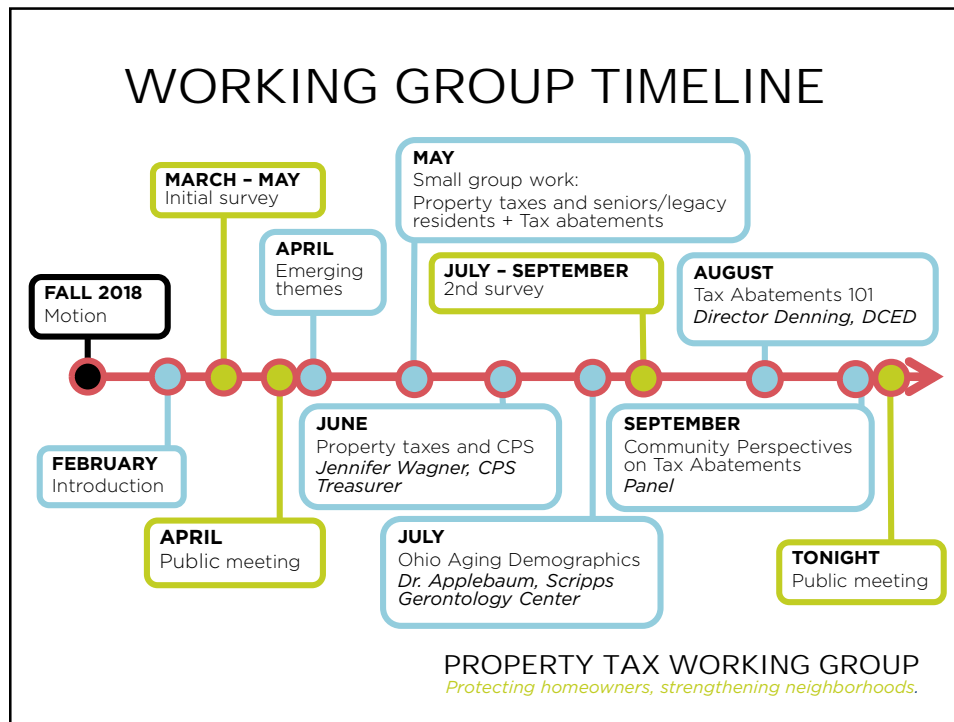 WORKING GROUP TIMELINE
FALL 2018
Motion
FEBRUARY
Introduction
MARCH – MAY
Initial survey
APRIL
Public meeting
APRIL
Emerging
themes
MAY
Small group work:
Property taxes and seniors/legacy
residents + Tax abatements
JUNE
Property taxes and CPS
Jennifer Wagner, CPS
Treasurer
JULY
Ohio Aging Demographics
Dr. Applebaum, Scripps
Gerontology Center
JULY – SEPTEMBER
2nd survey
AUGUST
Tax Abatements 101
Director Denning, DCED
SEPTEMBER
Community Perspectives
on Tax Abatements
Panel
TONIGHT
Public meeting
PROPERTY TAX WORKING GROUP
Protecting homeowners, strengthening neighborhoods.